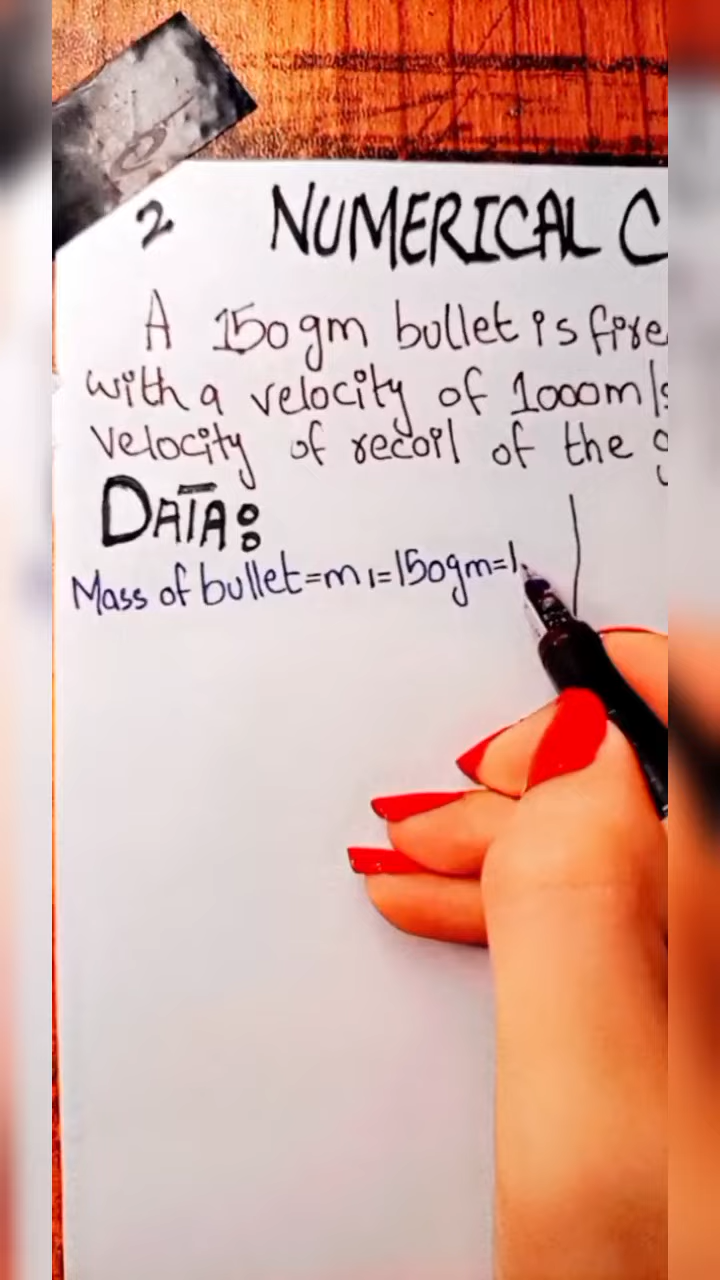 2 NUMERICAL C
A 150gm bullet is fire
with a velocity of 1000m/s
velocity of recoil of the g
DATA:
Mass of bullet=m1=150gm=1